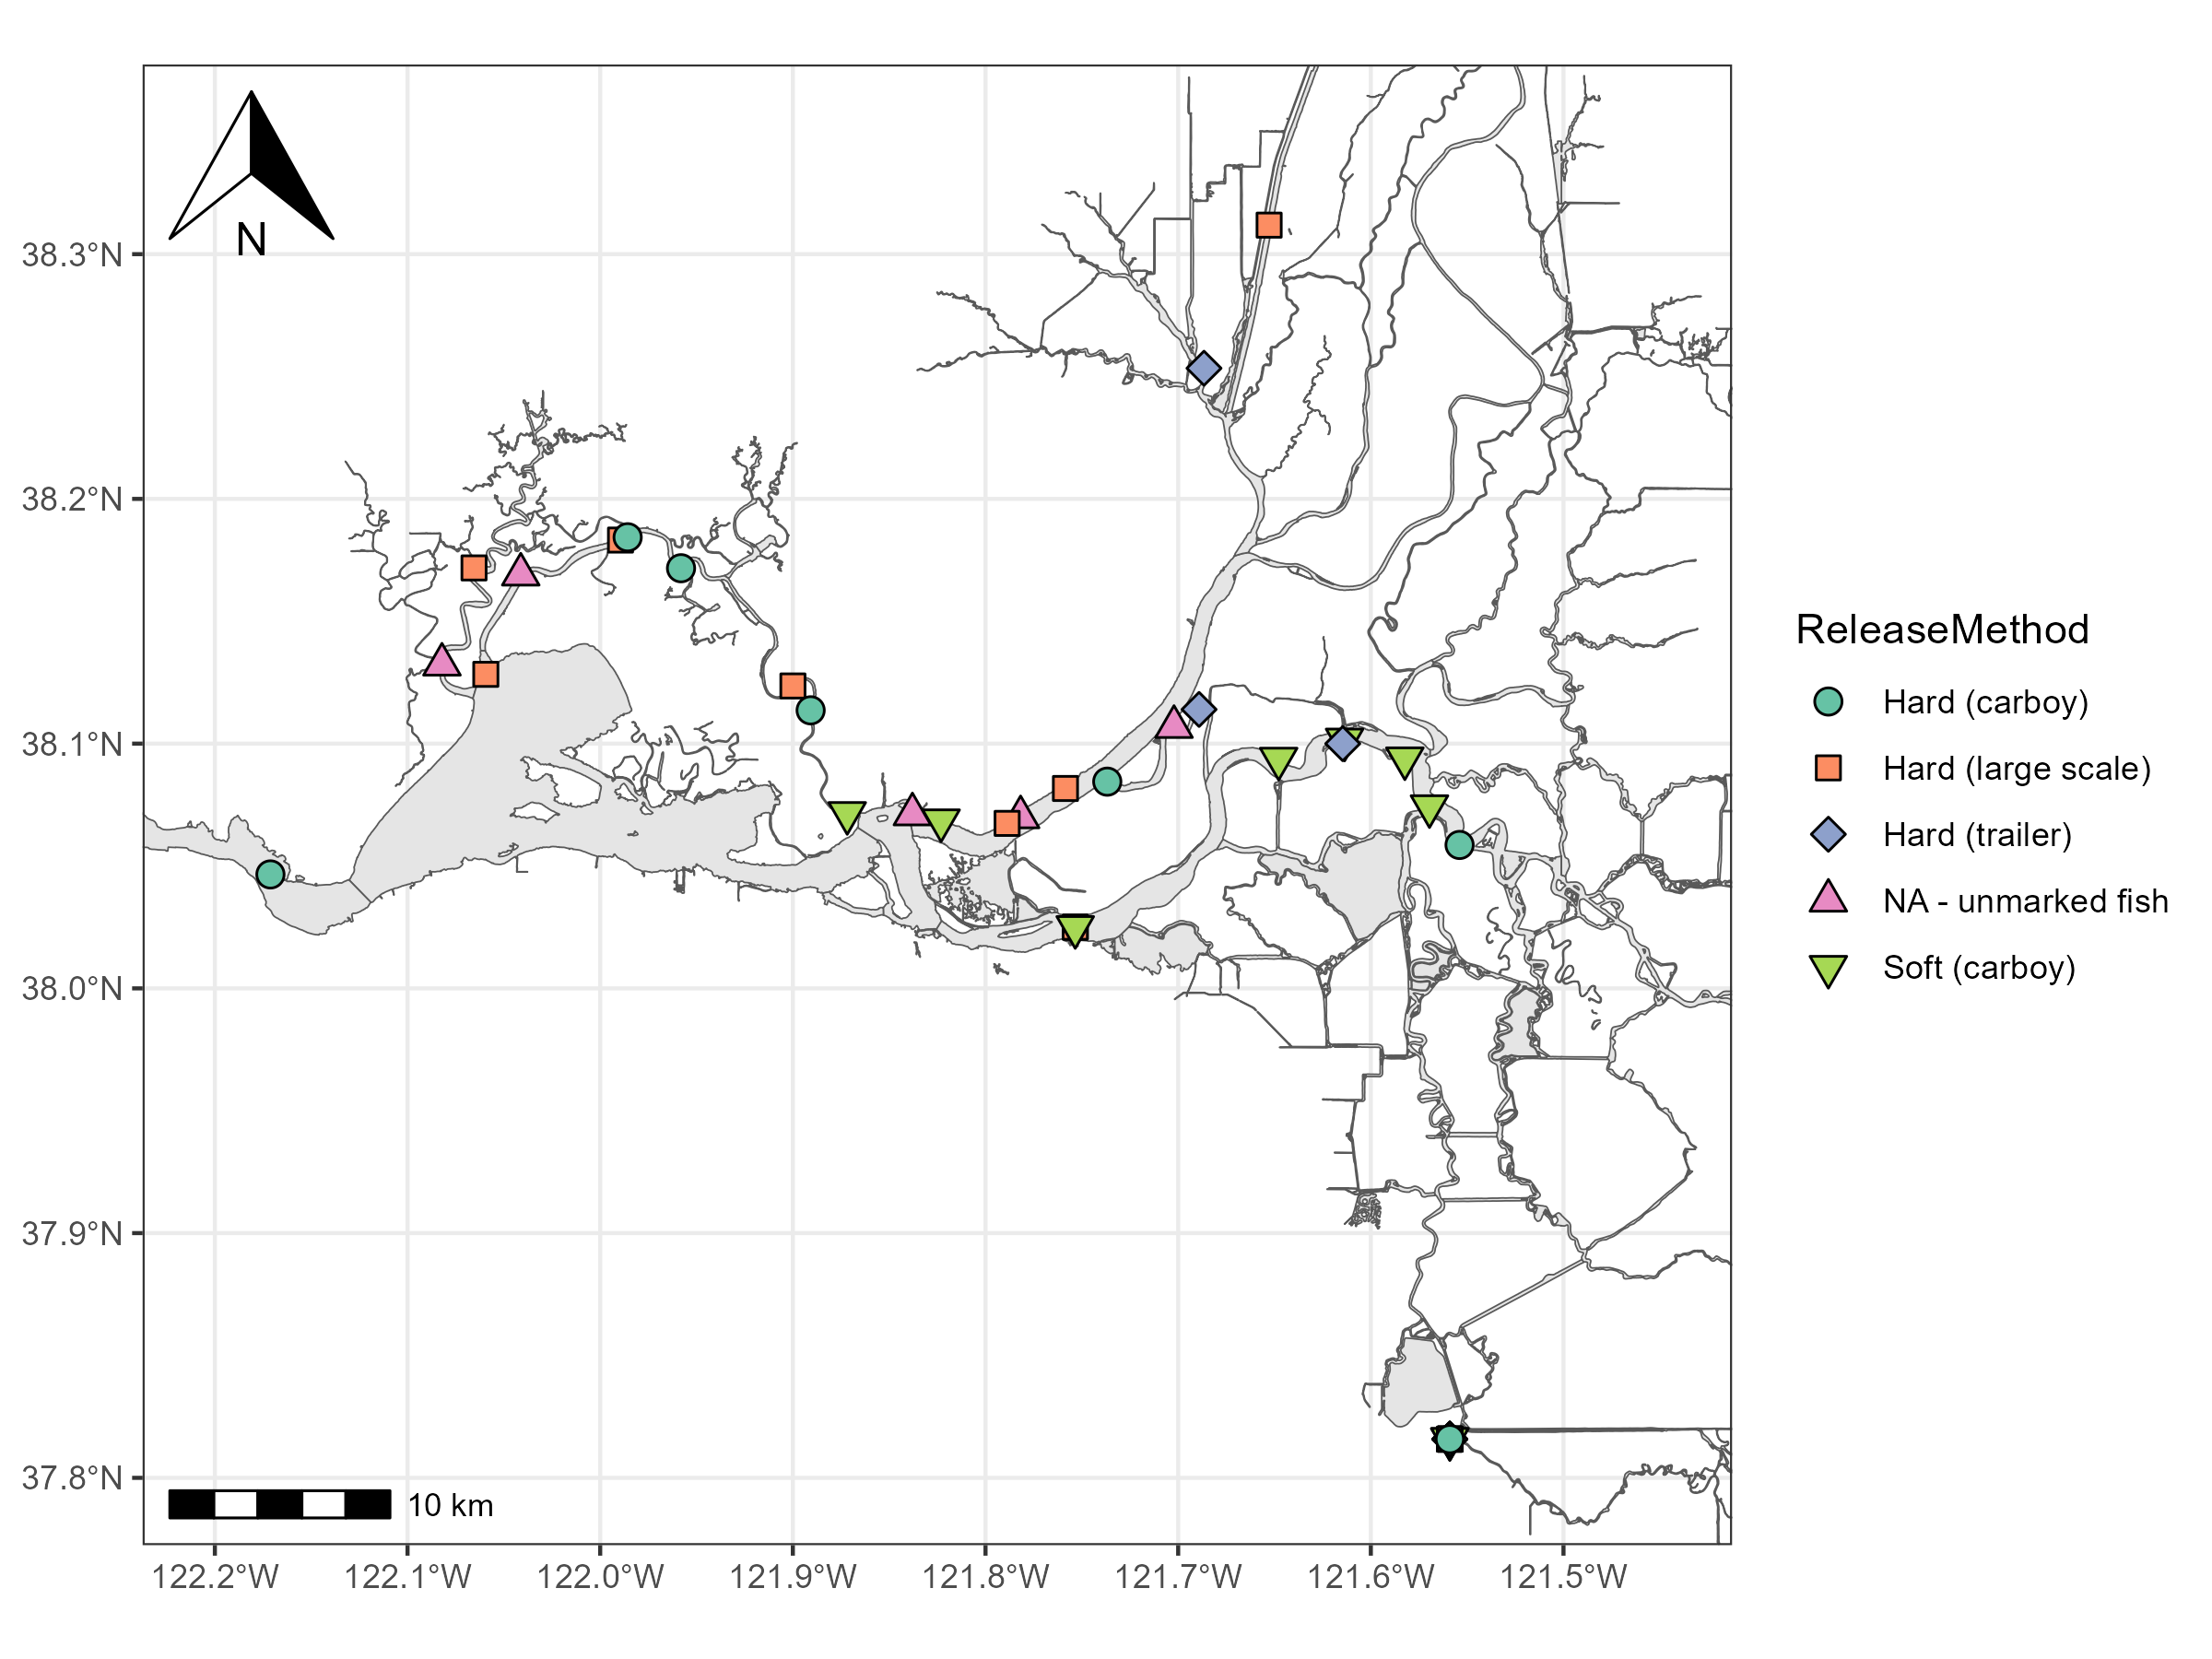 N
38.3°N
38.2°N
38.1°N
38.0°N
37.9°N
37.8°N
10 km
122.2°W 122.1°W 122.0°W 121.9°W 121.8°W 121.7°W 121.6°W 121.5°W
ReleaseMethod
Hard (carboy)
Hard (large scale)
Hard (trailer)
NA - unmarked fish
Soft (carboy)